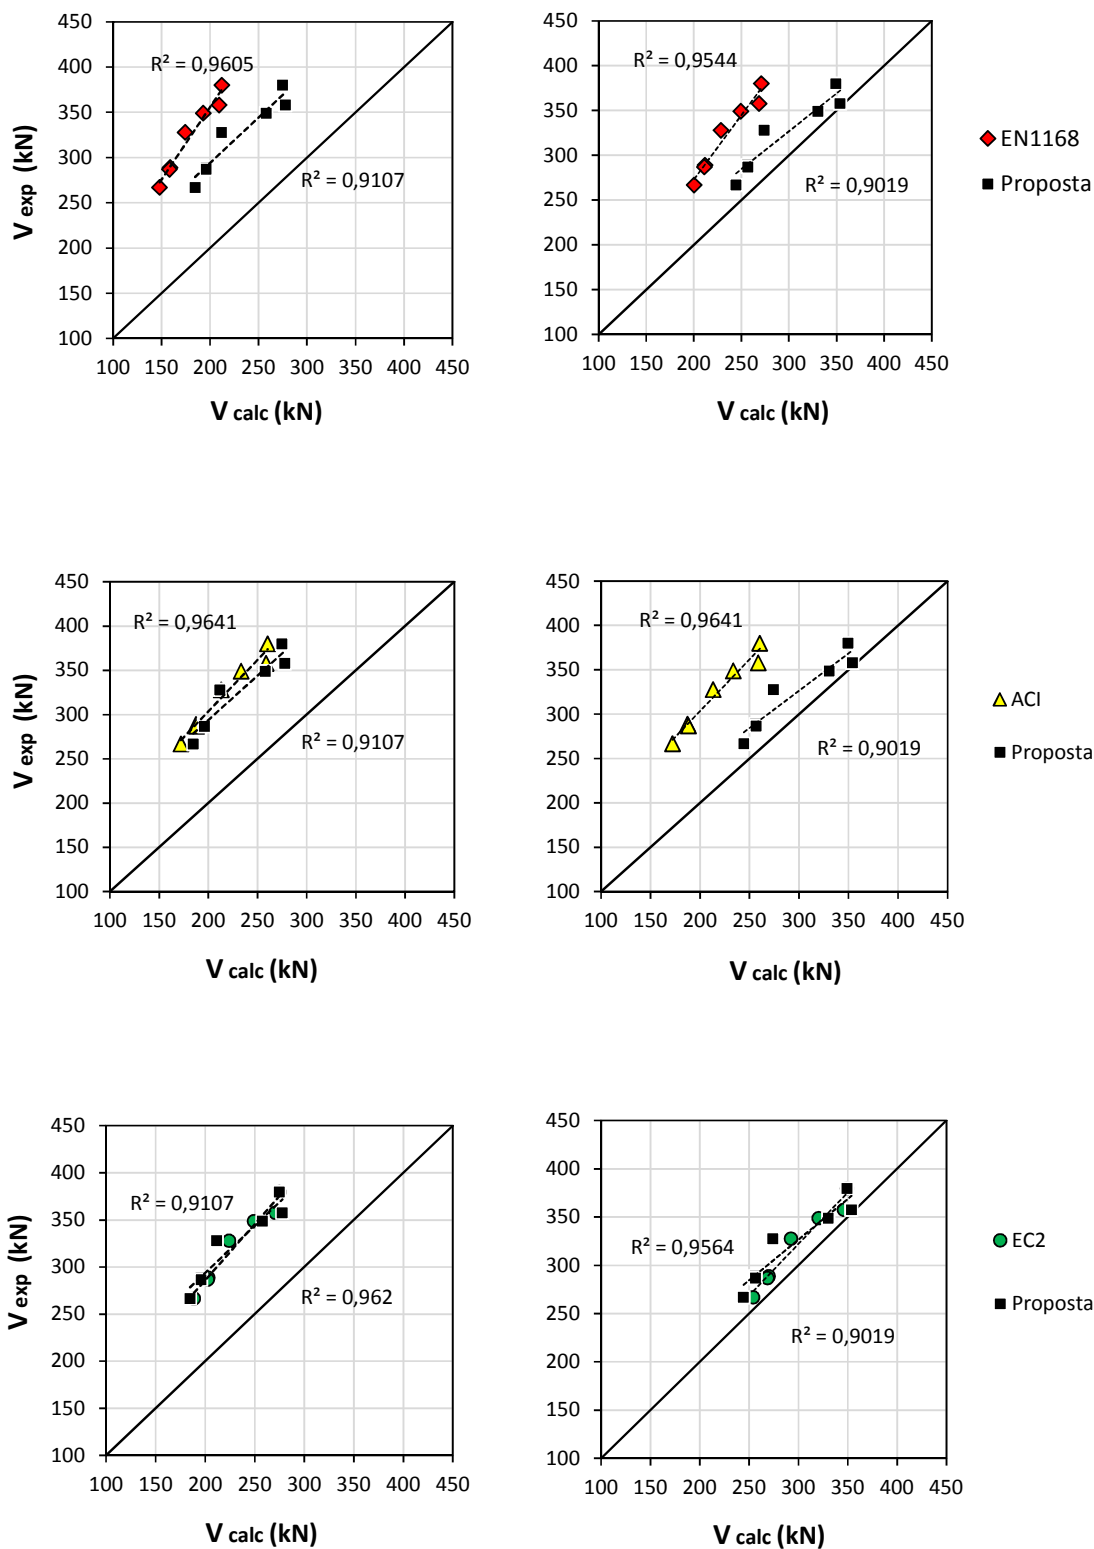 450
400
350
300
250
200
150
100
V exp (kN)
R² = 0,9605
R² = 0,9107
100 150 200 250 300 350 400 450
V calc (kN)
450
400
350
300
250
200
150
100
R² = 0,9544
R² = 0,9019
100 150 200 250 300 350 400 450
V calc (kN)
EN1168
Proposta
450
400
350
300
250
200
150
100
V exp (kN)
R² = 0,9641
R² = 0,9107
100 150 200 250 300 350 400 450
V calc (kN)
450
400
350
300
250
200
150
100
R² = 0,9641
R² = 0,9019
100 150 200 250 300 350 400 450
V calc (kN)
ACI
Proposta
450
400
350
300
250
200
150
100
V exp (kN)
R² = 0,9107
R² = 0,962
100 150 200 250 300 350 400 450
V calc (kN)
450
400
350
300
250
200
150
100
R² = 0,9564
R² = 0,9019
100 150 200 250 300 350 400 450
V calc (kN)
EC2
Proposta